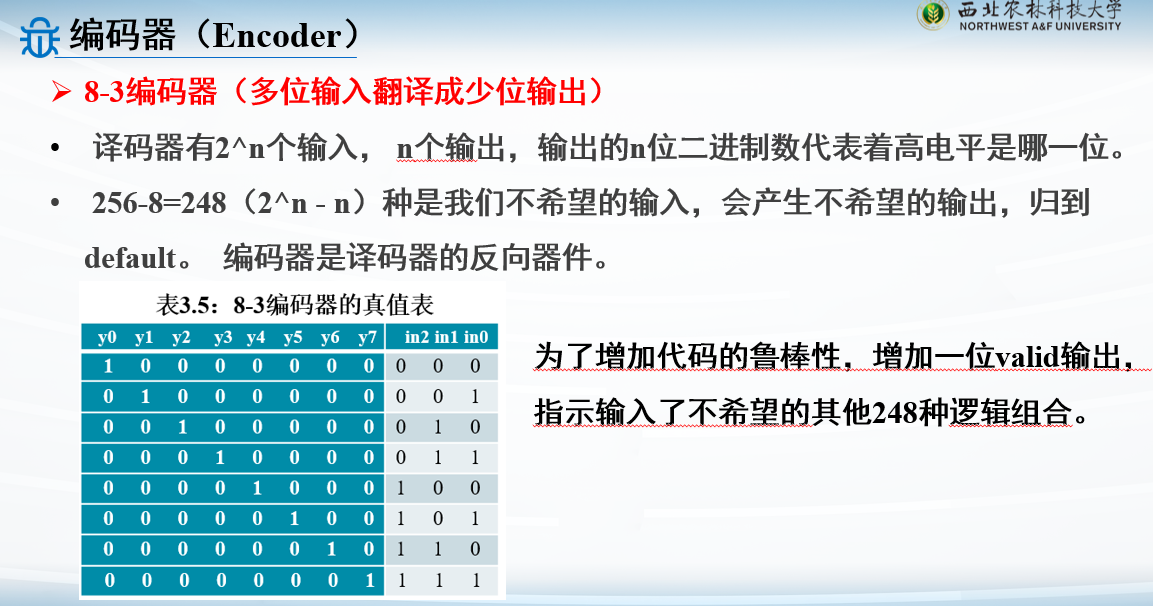 西北农林科技大学
NORTHWEST A&F UNIVERSITY
编码器（Encoder）
8-3编码器（多位输入翻译成少位输出）
• 译码器有2^n个输入， n个输出，输出的n位二进制数代表着高电平是哪一位。
• 256-8=248（2^n - n）种是我们不希望的输入，会产生不希望的输出，归到
default。 编码器是译码器的反向器件。
表3.5：8-3编码器的真值表
y0 y1 y2 y3 y4 y5 y6 y7 in2 in1 in0
1 0 0 0 0 0 0 0 0 0 0
0 1 0 0 0 0 0 0 0 0 1
0 0 1 0 0 0 0 0 0 1 0
0 0 0 1 0 0 0 0 0 1 1
0 0 0 0 1 0 0 0 1 0 0
0 0 0 0 0 1 0 0 1 0 1
0 0 0 0 0 0 1 0 1 1 0
0 0 0 0 0 0 0 1 1 1 1
为了增加代码的鲁棒性，增加一位valid输出，
指示输入了不希望的其他248种逻辑组合。